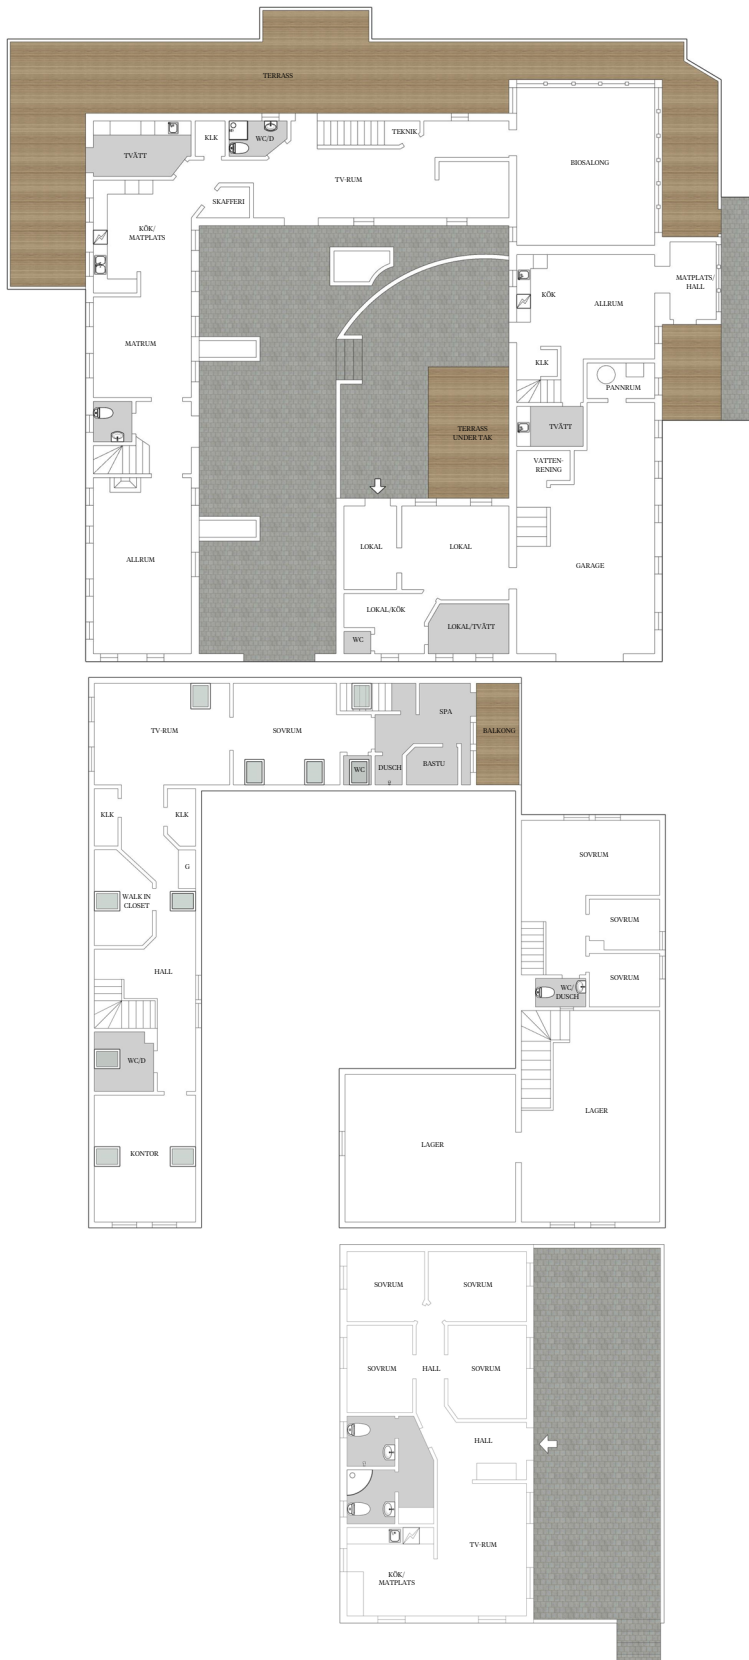 TERRASS
TEKNIK
KLK
WC/D
TVÄTT
BIOSALONG
TV-RUM
SKAFFERI
KÖK/
MATPLATS
MATPLATS/
HALL
KÖK
ALLRUM
MATRUM
KLK
PANNRUM
TERRASS
UNDER TAK
TVÄTT
VATTEN-
RENING
LOKAL
LOKAL
ALLRUM
GARAGE
LOKAL/KÖK
LOKAL/TVÄTT
WC
SPA
TV-RUM
SOVRUM
BALKONG
WC
DUSCH
BASTU
KLK
KLK
SOVRUM
G
WALK IN
CLOSET
SOVRUM
HALL
SOVRUM
WC/
DUSCH
WC/D
LAGER
LAGER
KONTOR
SOVRUM
SOVRUM
SOVRUM
HALL
SOVRUM
HALL
TV-RUM
KÖK/
MATPLATS